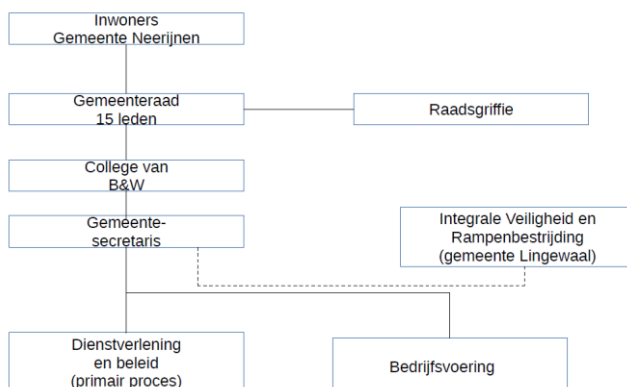 Inwoners
Gemeente Neerijnen
Gemeenteraad
15 leden
Raadsgriffie
College van
B&W
Gemeente-
secretaris
Integrale Veiligheid en
Rampenbestrijding
(gemeente Lingewaal)
Dienstverlening
en beleid
(primair proces)
Bedrijfsvoering